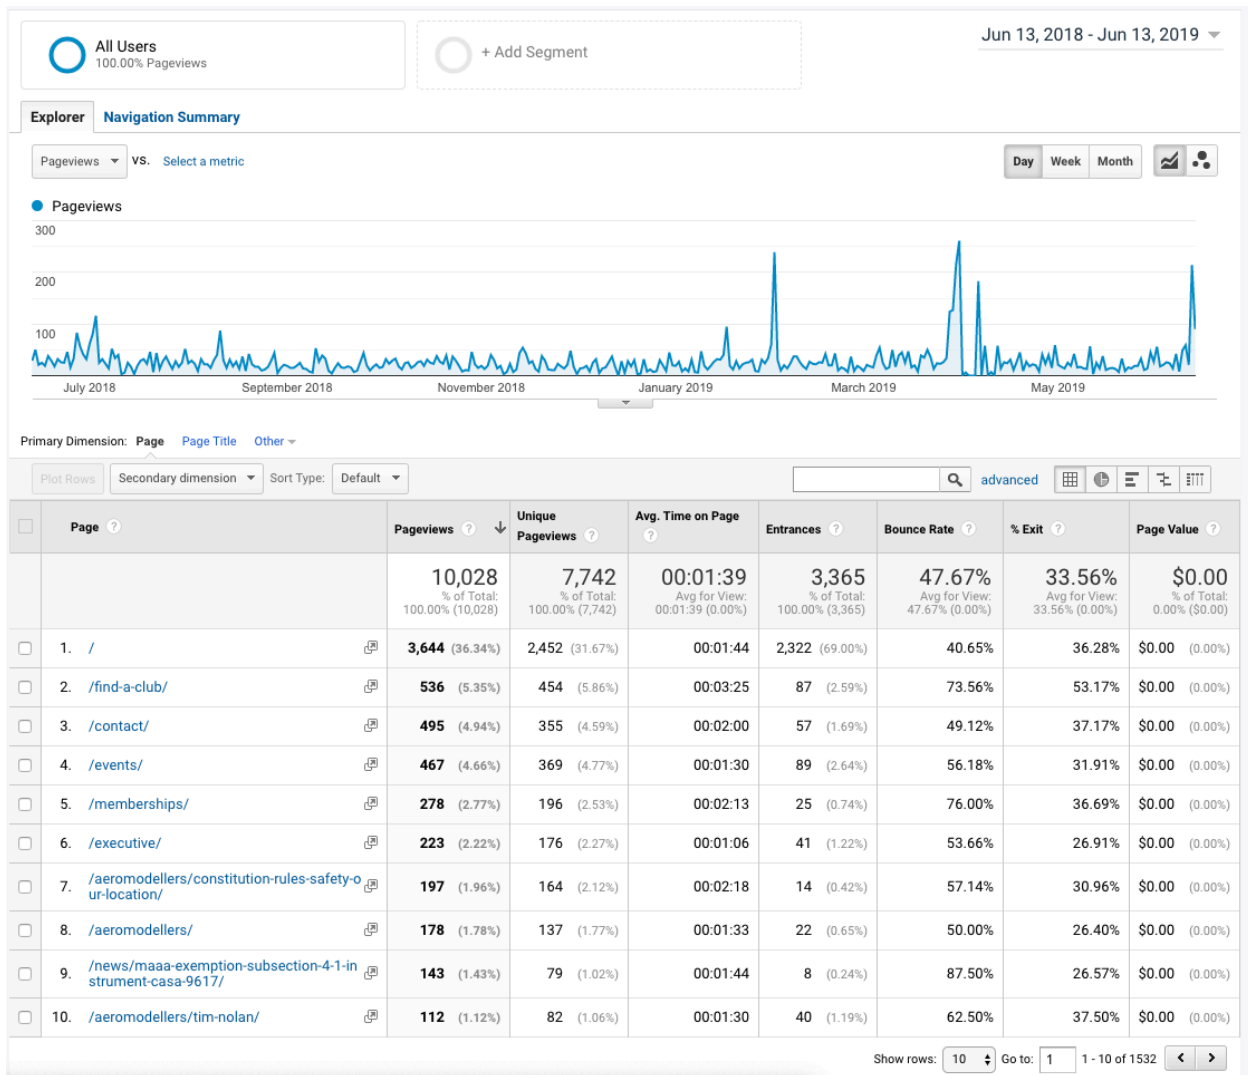 All Users
100.00% Pageviews
+ Add Segment
Jun 13, 2018 - Jun 13, 2019
Explorer
Navigation Summary
Pageviews
VS.
Select a metric
Day
Week
Month
Pageviews
300
200
100
July 2018
September 2018
November 2018
January 2019
March 2019
May 2019
Primary Dimension: Page Page Title Other
Plot Rows
Secondary dimension
Sort Type:
Default
advanced
Page ? Pageviews ? Unique Pageviews ? Avg. Time on Page ? Entrances ? Bounce Rate ? % Exit ? Page Value ?
10,028 7,742 00:01:39 3,365 47.67% 33.56% $0.00
% of Total: % of Total: Avg for View: % of Total: Avg for View: Avg for View: % of Total:
100.00% (10,028) 100.00% (7,742) 00:01:39 (0.00%) 100.00% (3,365) 47.67% (0.00%) 33.56% (0.00%) 0.00% ($0.00)
1. / 3,644 (36.34%) 2,452 (31.67%) 00:01:44 2,322 (69.00%) 40.65% 36.28% $0.00 (0.00%)
2. /find-a-club/ 536 (5.35%) 454 (5.86%) 00:03:25 87 (2.59%) 73.56% 53.17% $0.00 (0.00%)
3. /contact/ 495 (4.94%) 355 (4.59%) 00:02:00 57 (1.69%) 49.12% 37.17% $0.00 (0.00%)
4. /events/ 467 (4.66%) 369 (4.77%) 00:01:30 89 (2.64%) 56.18% 31.91% $0.00 (0.00%)
5. /memberships/ 278 (2.77%) 196 (2.53%) 00:02:13 25 (0.74%) 76.00% 36.69% $0.00 (0.00%)
6. /executive/ 223 (2.22%) 176 (2.27%) 00:01:06 41 (1.22%) 53.66% 26.91% $0.00 (0.00%)
7. /aeromodellers/constitution-rules-safety-o
ur-location/ 197 (1.96%) 164 (2.12%) 00:02:18 14 (0.42%) 57.14% 30.96% $0.00 (0.00%)
8. /aeromodellers/ 178 (1.78%) 137 (1.77%) 00:01:33 22 (0.65%) 50.00% 26.40% $0.00 (0.00%)
9. /news/maaa-exemption-subsection-4-1-in
strument-casa-9617/ 143 (1.43%) 79 (1.02%) 00:01:44 8 (0.24%) 87.50% 26.57% $0.00 (0.00%)
10. /aeromodellers/tim-nolan/ 112 (1.12%) 82 (1.06%) 00:01:30 40 (1.19%) 62.50% 37.50% $0.00 (0.00%)
Show rows: 10 Go to: 1 1 - 10 of 1532